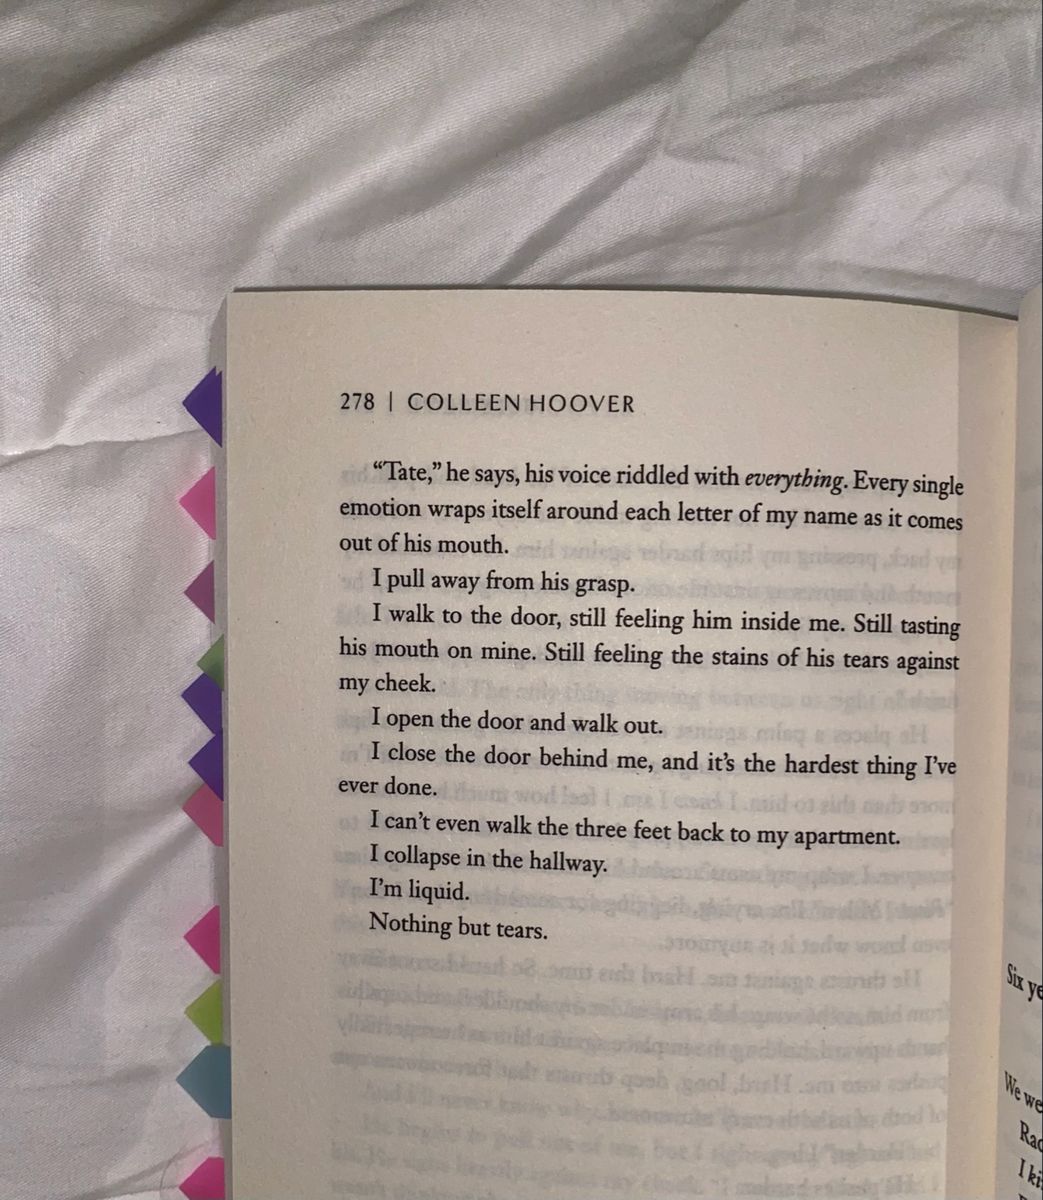 278 | COLLEEN HOOVER
“Tate,” he says, his voice riddled with everything. Every single
emotion wraps itself around each letter of my name as it comes
out of his mouth.
I pull away from his grasp.
I walk to the door, still feeling him inside me. Still tasting
his mouth on mine. Still feeling the stains of his tears against
my cheek.
I open the door and walk out.
I close the door behind me, and it’s the hardest thing I’ve
ever done.
I can’t even walk the three feet back to my apartment.
I collapse in the hallway.
I’m liquid.
Nothing but tears.
Six
We
I